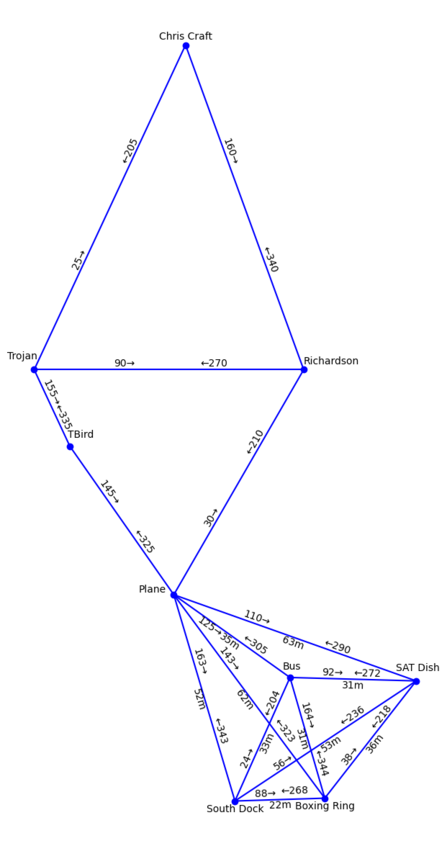 Chris Craft
←205
160→
25→
←340
Trojan
90→
←270
Richardson
155→
←335
TBird
←210
145→
30→
←325
Plane
110→
63m
←290
125→
35m
←305
163→
143→
Bus
SAT Dish
92→
←272
31m
52m
62m
←204
164→
←236
←218
←343
←323
33m
31m
53m
36m
24→
56→
←344
38→
88→
←268
South Dock
22m
Boxing Ring